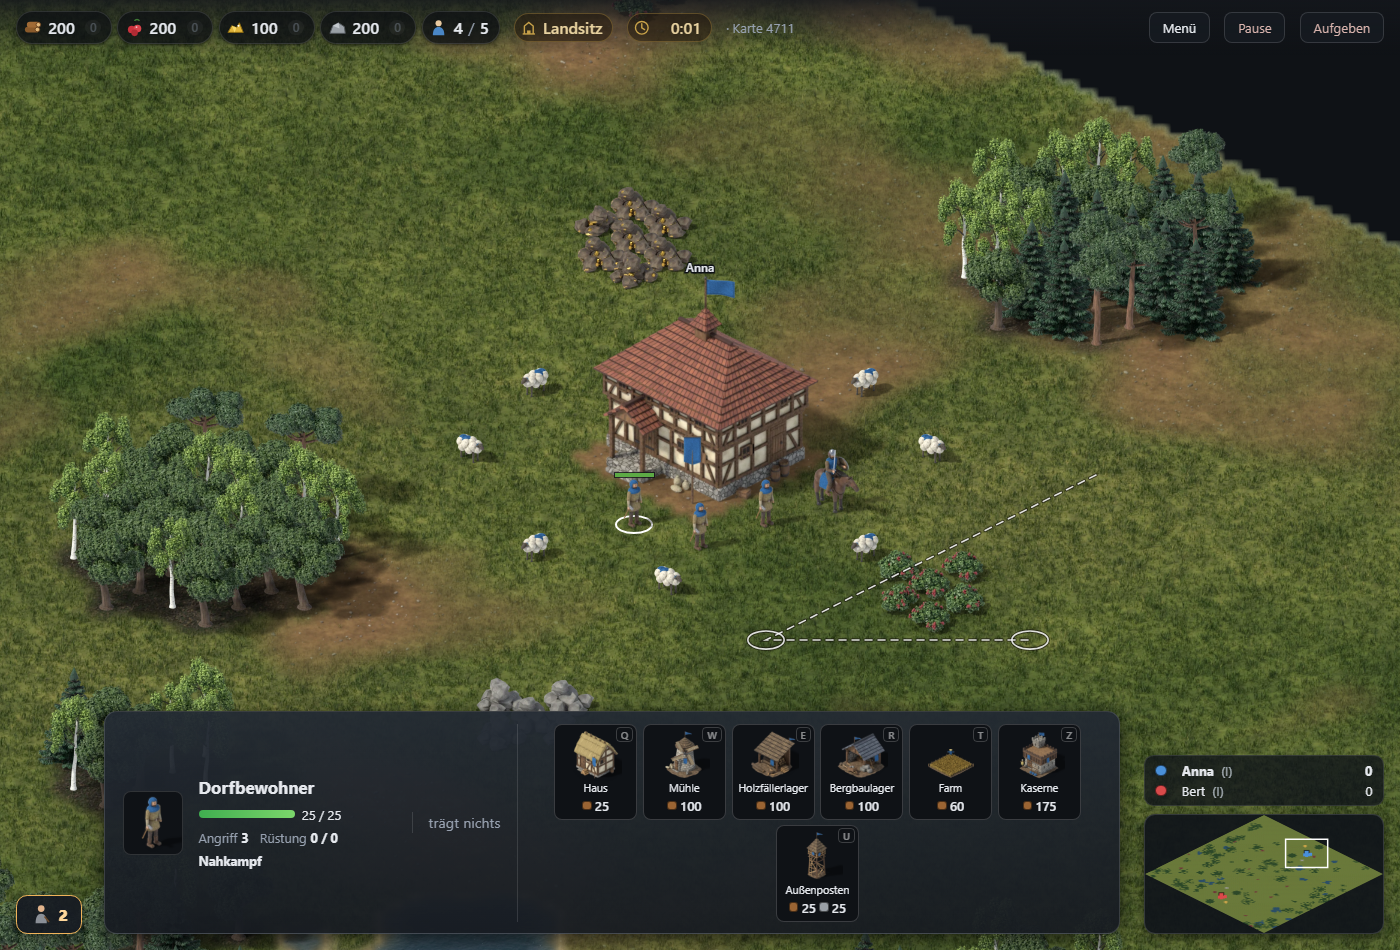 200 0 200 0 100 0 200 0 4 / 5 Landsitz 0:01 · Karte 4711 Menü Pause Aufgeben
Anna
Dorfbewohner
25 / 25
Angriff 3 Rüstung 0 / 0
Nahkampf
trägt nichts
Q W E R T Z
Haus Mühle Holzfällerlager Bergbaulager Farm Kaserne
25 100 100 100 60 175
U
Außenposten
25 25
Anna (I) 0
Bert (I) 0
2